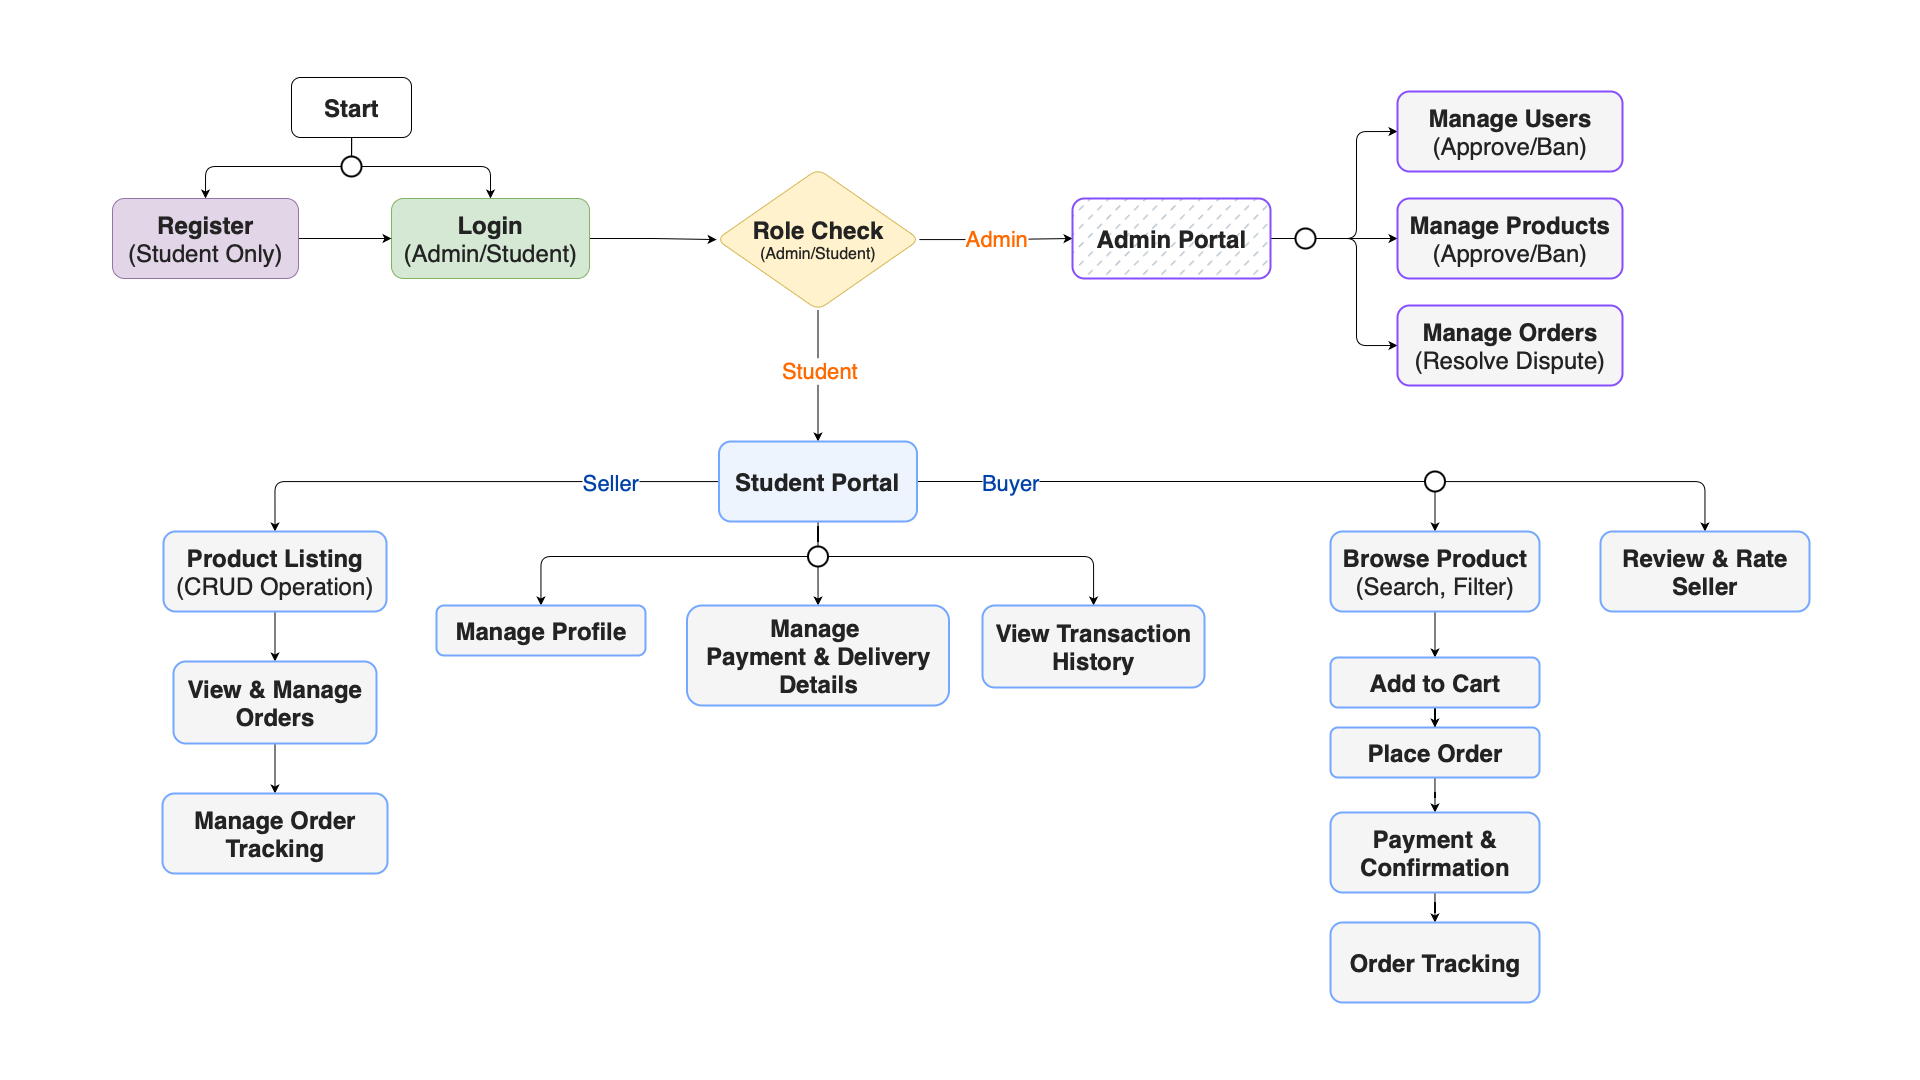 Start
Register
(Student Only)
Login
(Admin/Student)
Role Check
(Admin/Student)
Admin
Admin Portal
Manage Users
(Approve/Ban)
Manage Products
(Approve/Ban)
Manage Orders
(Resolve Dispute)
Student
Student Portal
Seller
Buyer
Product Listing
(CRUD Operation)
View & Manage
Orders
Manage Order
Tracking
Manage Profile
Manage
Payment & Delivery
Details
View Transaction
History
Browse Product
(Search, Filter)
Add to Cart
Place Order
Payment &
Confirmation
Order Tracking
Review & Rate
Seller